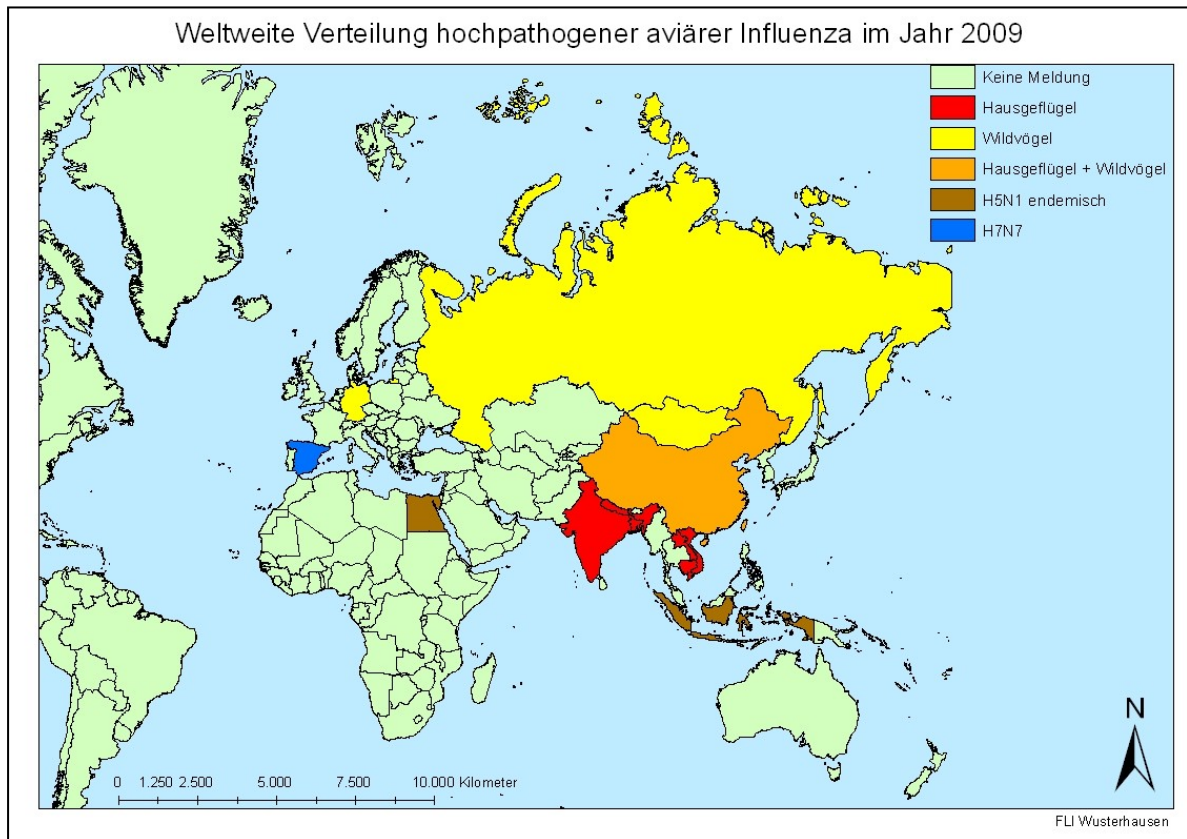 Weltweite Verteilung hochpathogener aviärer Influenza im Jahr 2009
Keine Meldung
Hausgeflügel
Wildvögel
Hausgeflügel + Wildvögel
H5N1 endemisch
H7N7
N
0 1.250 2.500 5.000 7.500 10.000 Kilometer
FLI Wusterhausen